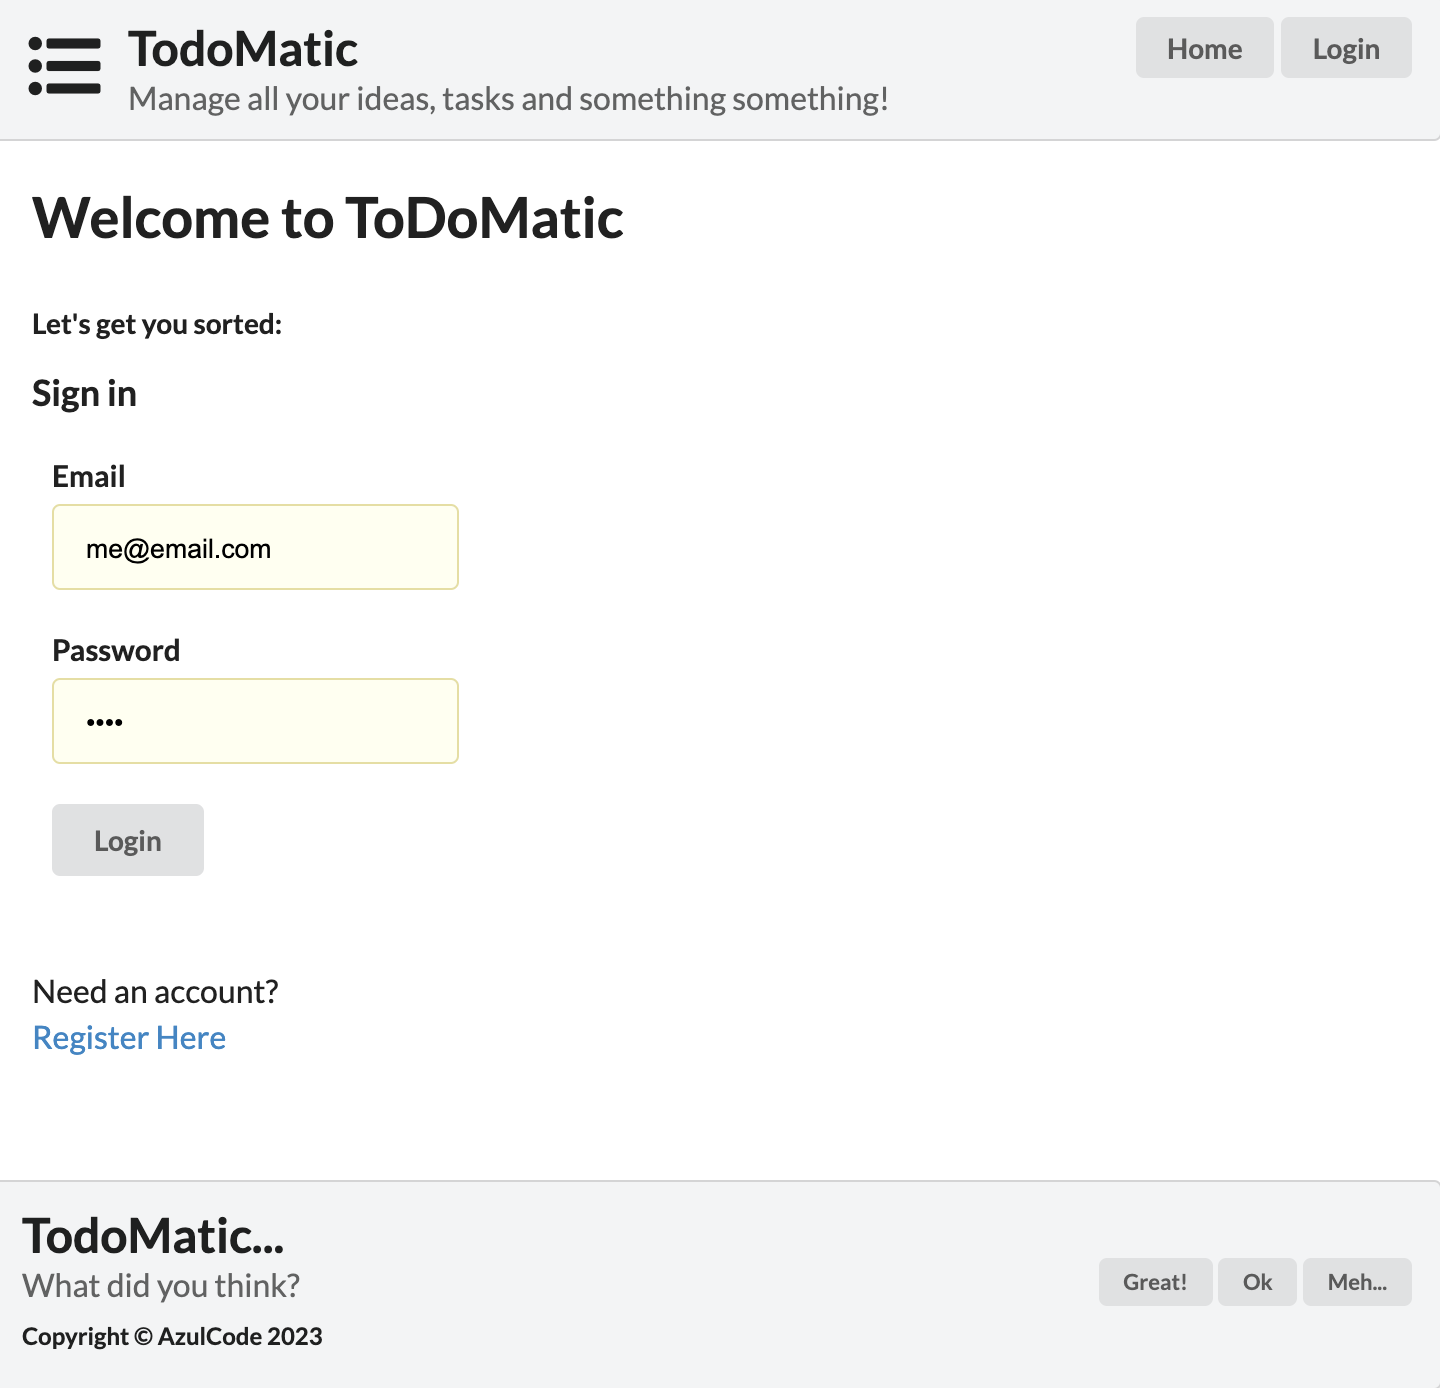 TodoMatic
Manage all your ideas, tasks and something something!
Home
Login
Welcome to ToDoMatic
Let's get you sorted:
Sign in
Email
me@email.com
Password
••••
Login
Need an account?
Register Here
TodoMatic...
What did you think?
Copyright © AzulCode 2023
Great!
Ok
Meh...